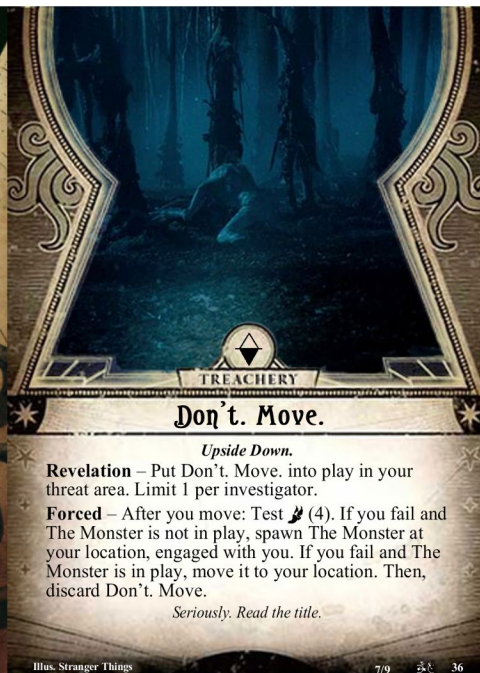 TREACHERY
Don't. Move.
Upside Down.
Revelation – Put Don't. Move. into play in your
threat area. Limit 1 per investigator.
Forced – After you move: Test (4). If you fail and
The Monster is not in play, spawn The Monster at
your location, engaged with you. If you fail and The
Monster is in play, move it to your location. Then,
discard Don't. Move.
Seriously. Read the title.
Illus. Stranger Things 7/9 36